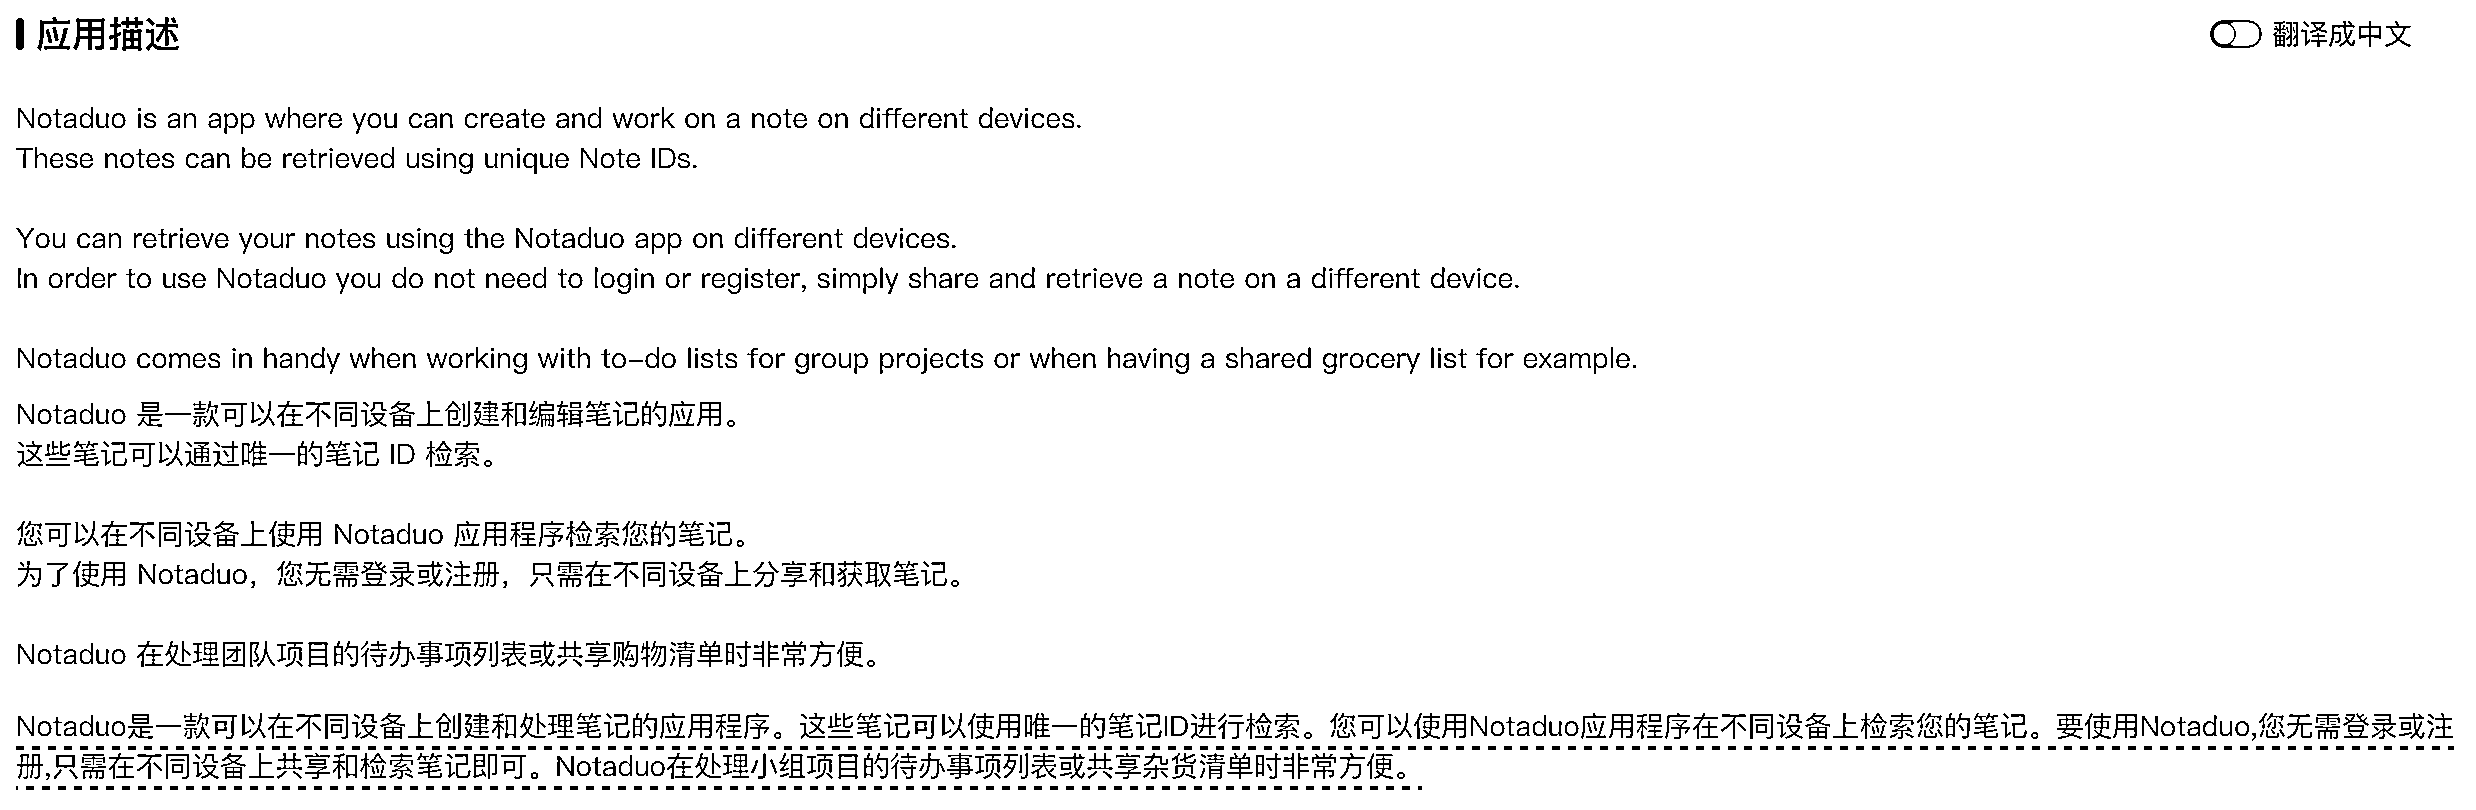 应用描述
翻译成中文
Notaduo is an app where you can create and work on a note on different devices.
These notes can be retrieved using unique Note IDs.
You can retrieve your notes using the Notaduo app on different devices.
In order to use Notaduo you do not need to login or register, simply share and retrieve a note on a different device.
Notaduo comes in handy when working with to-do lists for group projects or when having a shared grocery list for example.
Notaduo 是一款可以在不同设备上创建和编辑笔记的应用。
这些笔记可以通过唯一的笔记 ID 检索。
您可以在不同设备上使用 Notaduo 应用程序检索您的笔记。
为了使用 Notaduo，您无需登录或注册，只需在不同设备上分享和获取笔记。
Notaduo 在处理团队项目的待办事项列表或共享购物清单时非常方便。
Notaduo是一款可以在不同设备上创建和处理笔记的应用程序。这些笔记可以使用唯一的笔记ID进行检索。您可以使用Notaduo应用程序在不同设备上检索您的笔记。要使用Notaduo,您无需登录或注
册,只需在不同设备上共享和检索笔记即可。Notaduo在处理小组项目的待办事项列表或共享杂货清单时非常方便。